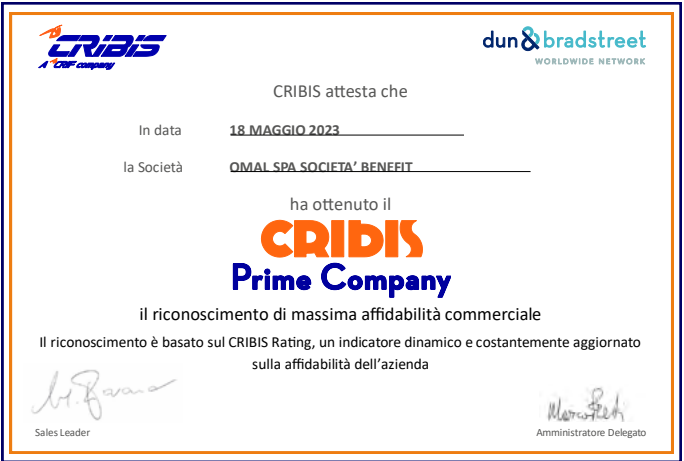 CRIBIS
A CRIF company
dun & bradstreet
WORLDWIDE NETWORK
CRIBIS attesta che
In data 18 MAGGIO 2023
la Società OMAL SPA SOCIETA’ BENEFIT
ha ottenuto il
CRIBIS
Prime Company
il riconoscimento di massima affidabilità commerciale
Il riconoscimento è basato sul CRIBIS Rating, un indicatore dinamico e costantemente aggiornato
sulla affidabilità dell’azienda
Sales Leader
Amministratore Delegato